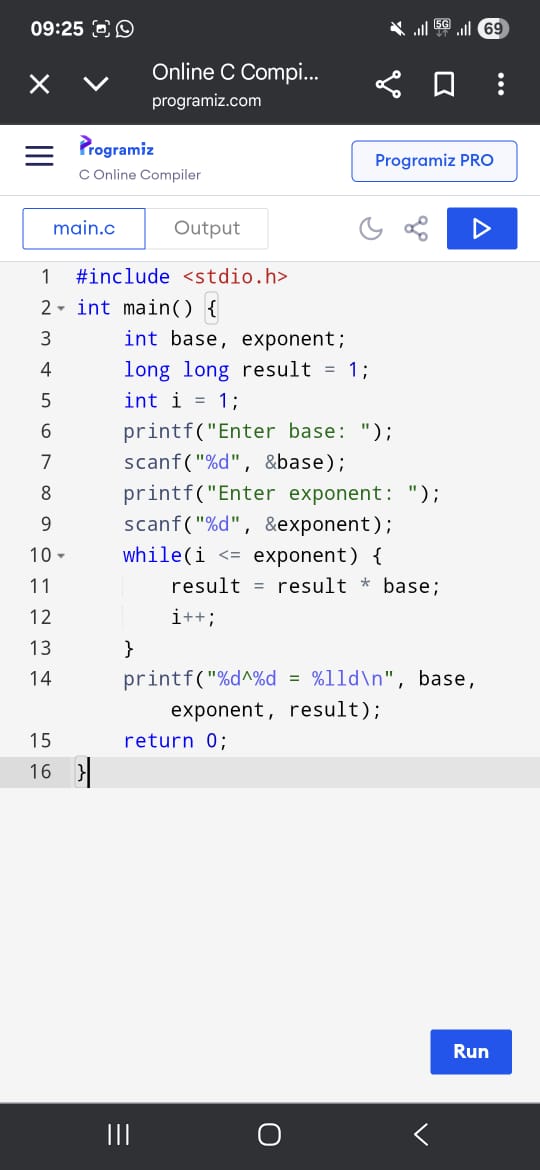 09:25 5G 69
Online C Compi...
programiz.com
Programiz
C Online Compiler
Programiz PRO
main.c Output
1 #include <stdio.h>
2 int main() {
3     int base, exponent;
4     long long result = 1;
5     int i = 1;
6     printf("Enter base: ");
7     scanf("%d", &base);
8     printf("Enter exponent: ");
9     scanf("%d", &exponent);
10     while(i <= exponent) {
11         result = result * base;
12         i++;
13     }
14     printf("%d^%d = %lld\n", base,
        exponent, result);
15     return 0;
16 }
Run